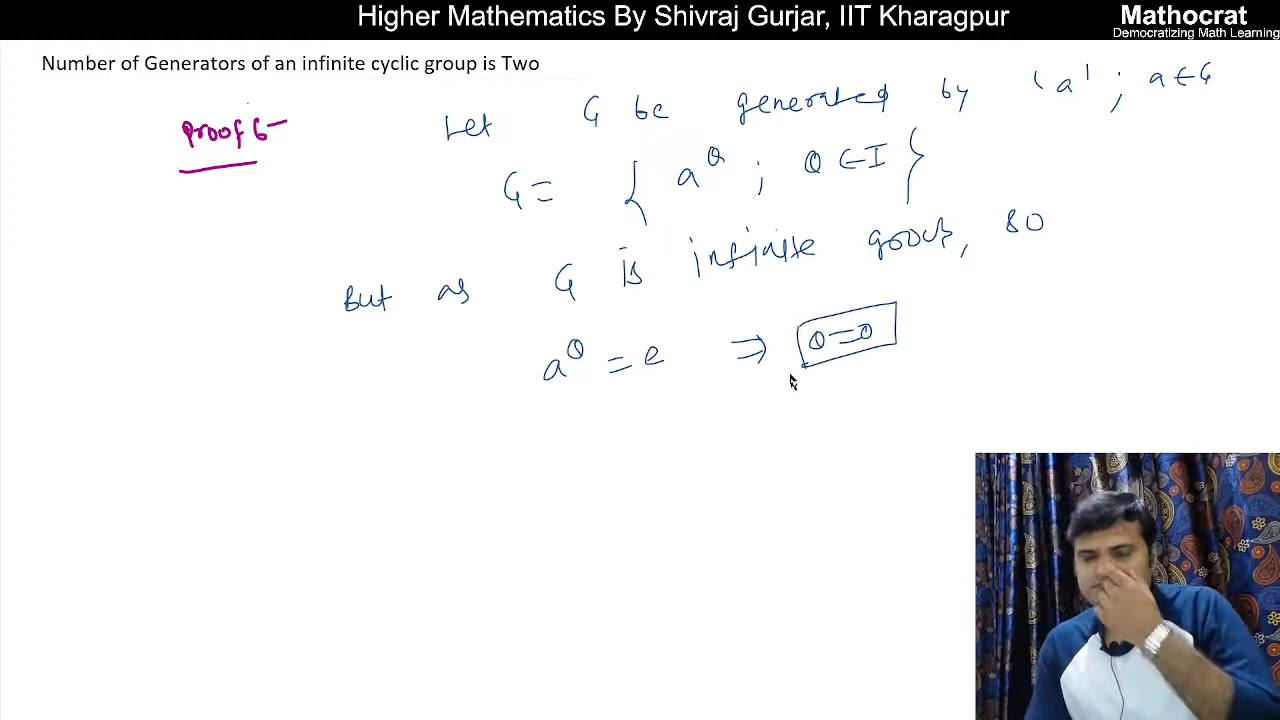 Higher Mathematics By Shivraj Gurjar, IIT Kharagpur
Mathocrat
Democratizing Math Learning
Number of Generators of an infinite cyclic group is Two
Proof :- Let G be generated by 'a' ; a ∈ G
G = { a^Q ; Q ∈ I }
But as G is infinite group, so
a^Q = e ⇒ Q = 0